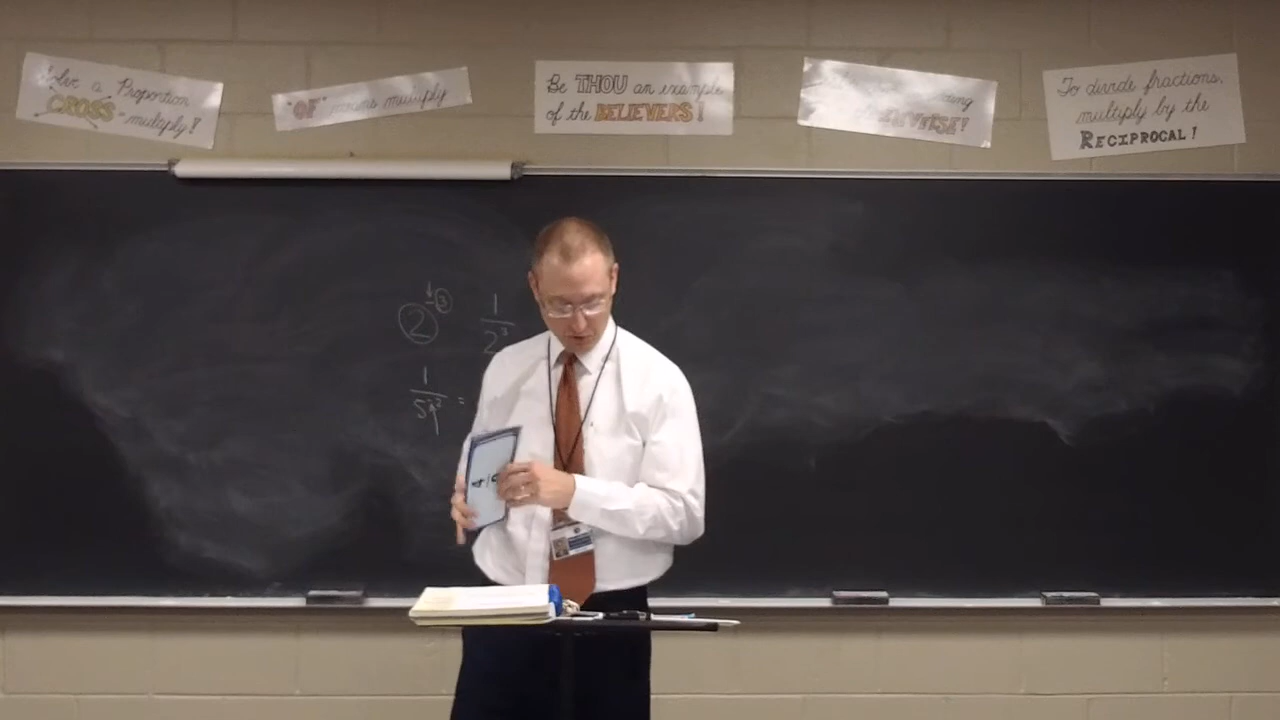 Solve a Proportion
"CROSS"-multiply!
"OF" means multiply
Be THOU an example
of the BELIEVERS!
To divide fractions,
multiply by the
RECIPROCAL!
2 -3
1
2³
1
5
=